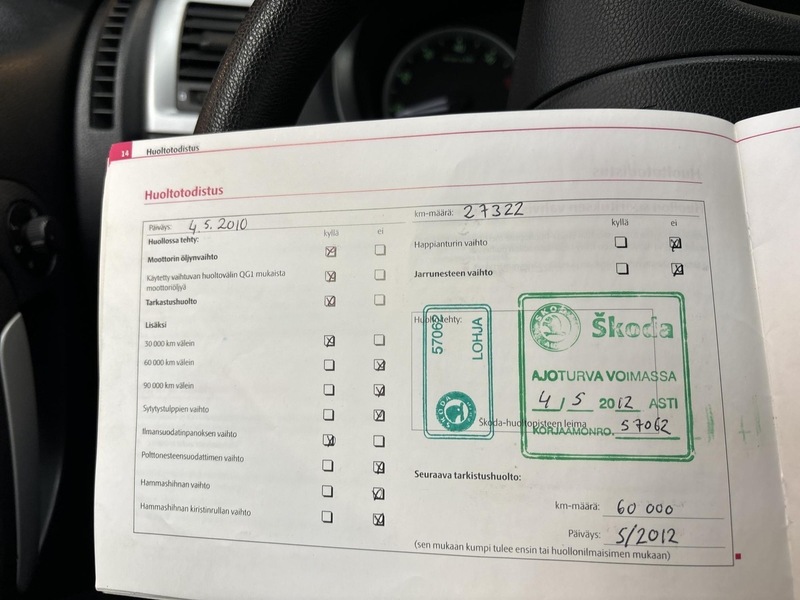 14 Huoltotodistus
Huoltotodistus
Päiväys: 4.5.2010
km-määrä: 27322
Huollossa tehty:
kyllä ei
Moottorin öljynvaihto
Käytetty vaihtuvan huoltovälin QG1 mukaista
moottoriöljyä
Tarkastushuolto
Lisäksi
30 000 km välein
60 000 km välein
90 000 km välein
Sytytystulppien vaihto
Ilmansuodatinpanoksen vaihto
Polttonesteensuodattimen vaihto
Hammashihnan vaihto
Hammashihnan kiristinrullan vaihto
kyllä ei
Happianturin vaihto
Jarrunesteen vaihto
Huolto tehty:
57062
LOHJA
ŠKODA
ŠKODA
Škoda
AJOTURVA VOIMASSA
4 / 5 2012 ASTI
Škoda-huoltopisteen leima
KORJAAMONRO. 57062
Seuraava tarkistushuolto:
km-määrä: 60 000
Päiväys: 5/2012
(sen mukaan kumpi tulee ensin tai huollonilmaisimen mukaan)